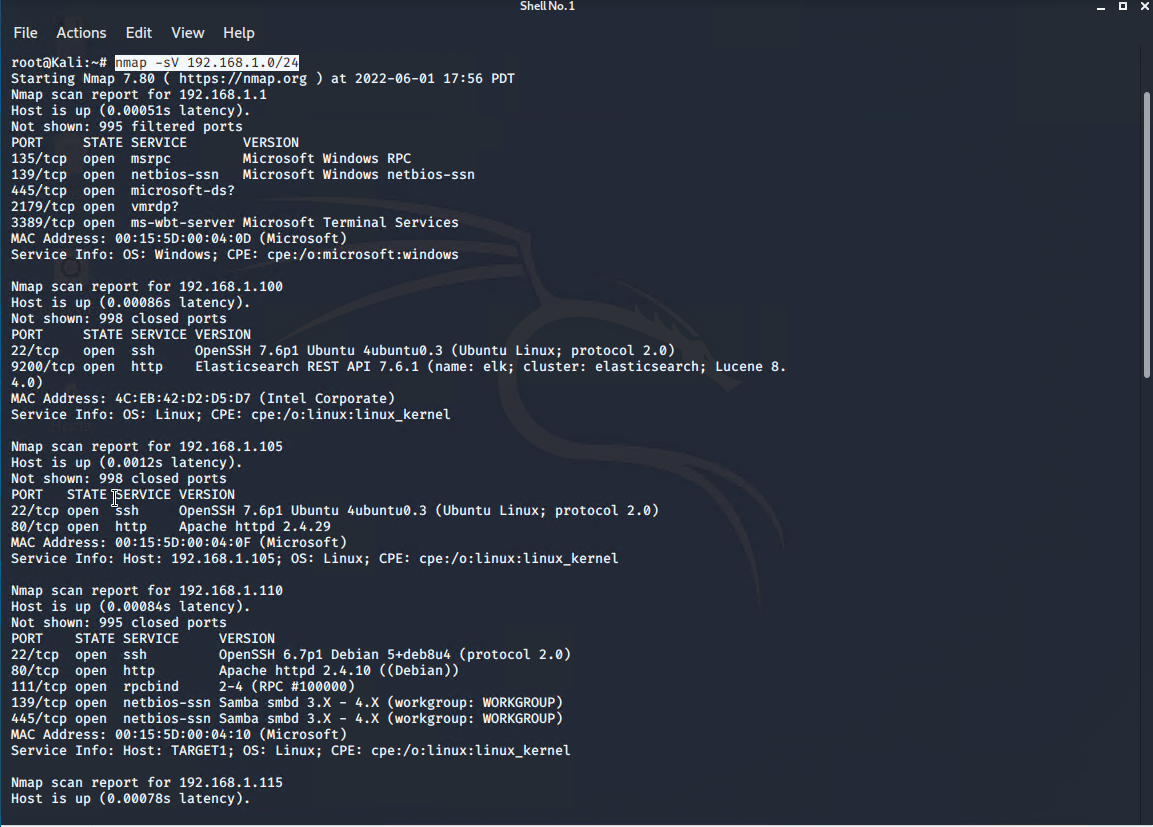 Shell No. 1
File Actions Edit View Help
root@Kali:~# nmap -sV 192.168.1.0/24
Starting Nmap 7.80 ( https://nmap.org ) at 2022-06-01 17:56 PDT
Nmap scan report for 192.168.1.1
Host is up (0.00051s latency).
Not shown: 995 filtered ports
PORT     STATE SERVICE       VERSION
135/tcp  open  msrpc         Microsoft Windows RPC
139/tcp  open  netbios-ssn   Microsoft Windows netbios-ssn
445/tcp  open  microsoft-ds?
2179/tcp open  vmrdp?
3389/tcp open  ms-wbt-server Microsoft Terminal Services
MAC Address: 00:15:5D:00:04:0D (Microsoft)
Service Info: OS: Windows; CPE: cpe:/o:microsoft:windows
Nmap scan report for 192.168.1.100
Host is up (0.00086s latency).
Not shown: 998 closed ports
PORT     STATE SERVICE VERSION
22/tcp   open  ssh     OpenSSH 7.6p1 Ubuntu 4ubuntu0.3 (Ubuntu Linux; protocol 2.0)
9200/tcp open  http    Elasticsearch REST API 7.6.1 (name: elk; cluster: elasticsearch; Lucene 8.
4.0)
MAC Address: 4C:EB:42:D2:D5:D7 (Intel Corporate)
Service Info: OS: Linux; CPE: cpe:/o:linux:linux_kernel
Nmap scan report for 192.168.1.105
Host is up (0.0012s latency).
Not shown: 998 closed ports
PORT   STATE SERVICE VERSION
22/tcp open  ssh     OpenSSH 7.6p1 Ubuntu 4ubuntu0.3 (Ubuntu Linux; protocol 2.0)
80/tcp open  http    Apache httpd 2.4.29
MAC Address: 00:15:5D:00:04:0F (Microsoft)
Service Info: Host: 192.168.1.105; OS: Linux; CPE: cpe:/o:linux:linux_kernel
Nmap scan report for 192.168.1.110
Host is up (0.00084s latency).
Not shown: 995 closed ports
PORT    STATE SERVICE     VERSION
22/tcp  open  ssh         OpenSSH 6.7p1 Debian 5+deb8u4 (protocol 2.0)
80/tcp  open  http        Apache httpd 2.4.10 ((Debian))
111/tcp open  rpcbind     2-4 (RPC #100000)
139/tcp open  netbios-ssn Samba smbd 3.X - 4.X (workgroup: WORKGROUP)
445/tcp open  netbios-ssn Samba smbd 3.X - 4.X (workgroup: WORKGROUP)
MAC Address: 00:15:5D:00:04:10 (Microsoft)
Service Info: Host: TARGET1; OS: Linux; CPE: cpe:/o:linux:linux_kernel
Nmap scan report for 192.168.1.115
Host is up (0.00078s latency).